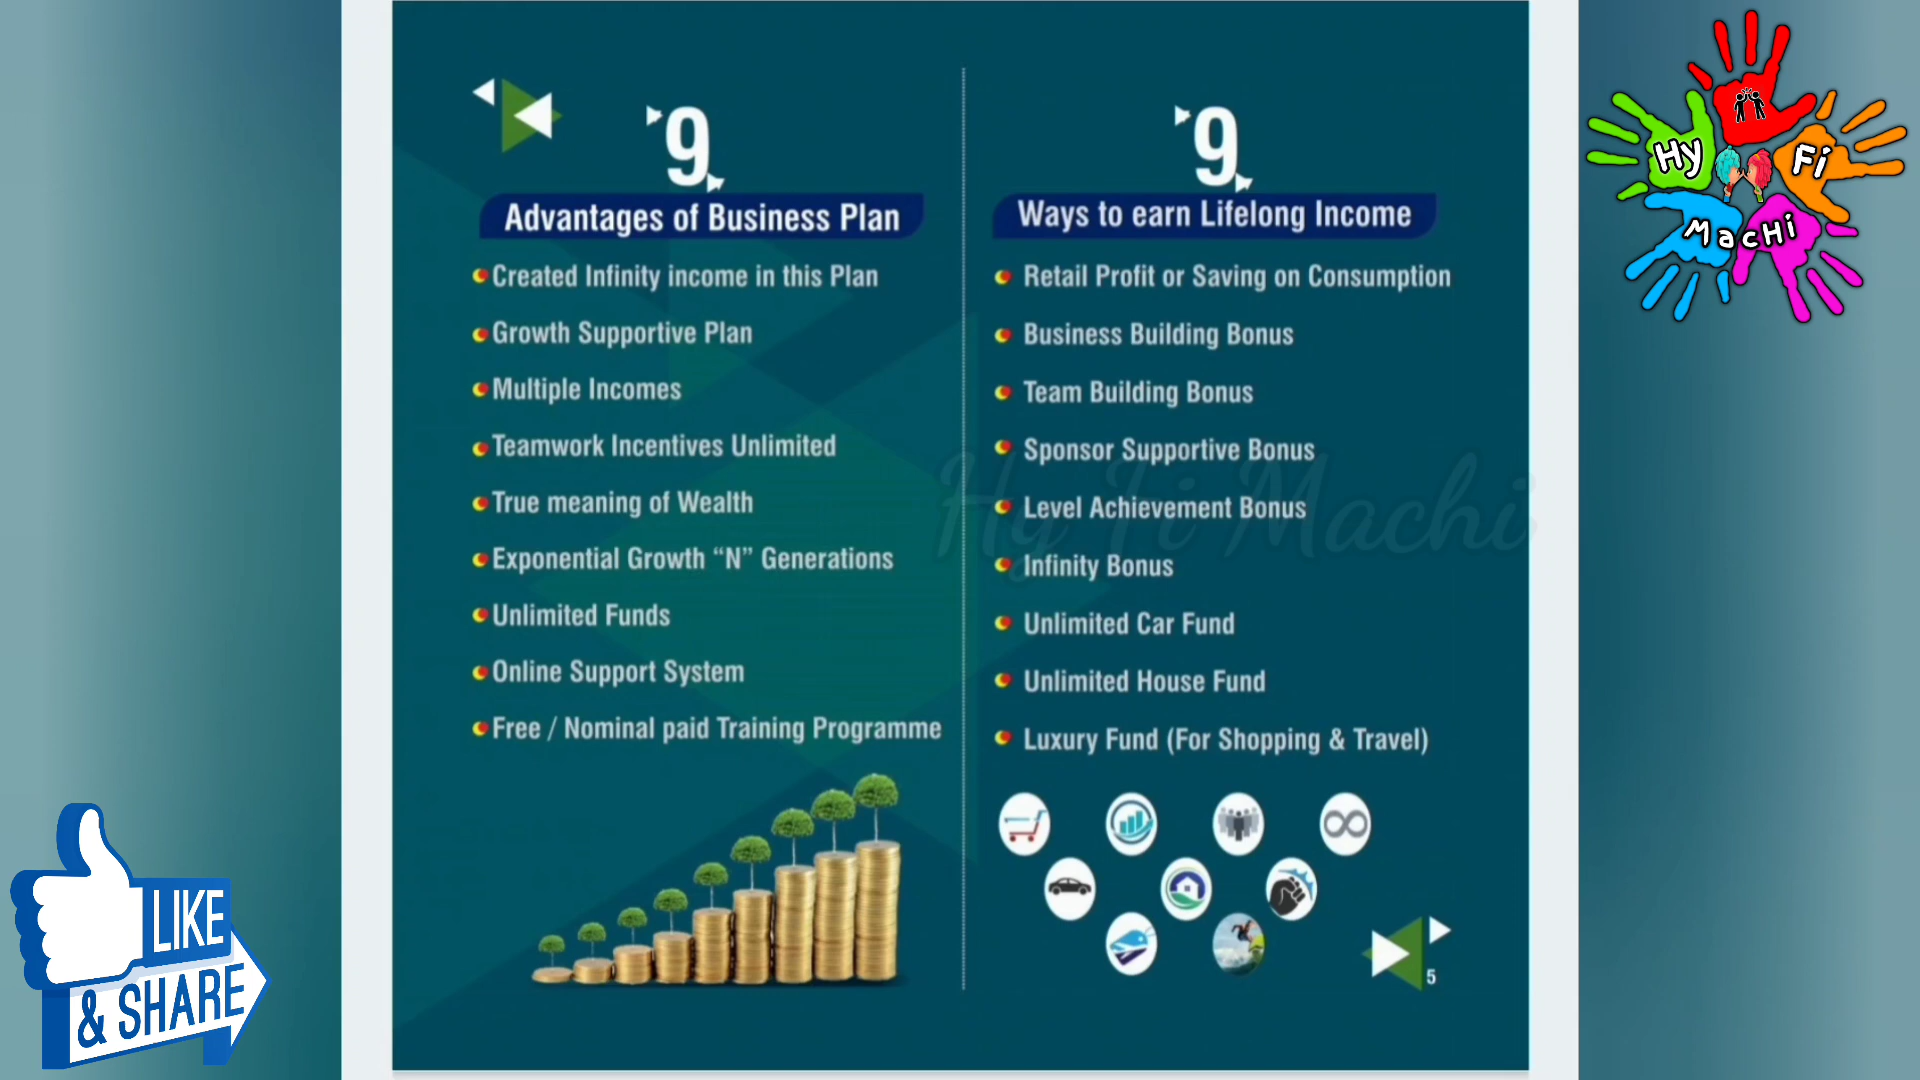 9
Advantages of Business Plan
Created Infinity income in this Plan
Growth Supportive Plan
Multiple Incomes
Teamwork Incentives Unlimited
True meaning of Wealth
Exponential Growth “N” Generations
Unlimited Funds
Online Support System
Free / Nominal paid Training Programme
9
Ways to earn Lifelong Income
Retail Profit or Saving on Consumption
Business Building Bonus
Team Building Bonus
Sponsor Supportive Bonus
Level Achievement Bonus
Infinity Bonus
Unlimited Car Fund
Unlimited House Fund
Luxury Fund (For Shopping & Travel)
5
Hy Fi Machi
Hy Fi
MacHi
LIKE
& SHARE